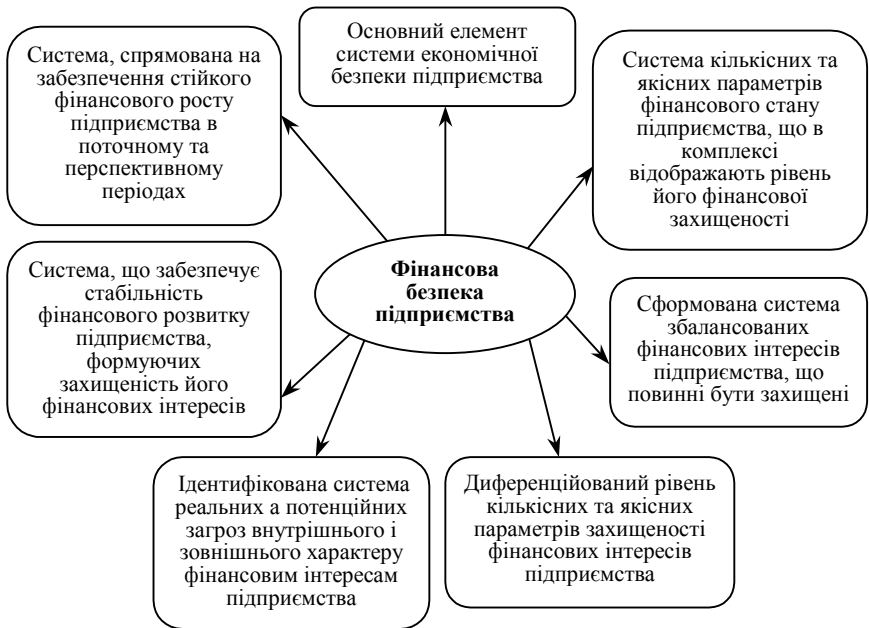 Основний елемент
системи економічної
безпеки підприємства
Система, спрямована на
забезпечення стійкого
фінансового росту
підприємства в
поточному та
перспективному
періодах
Система кількісних та
якісних параметрів
фінансового стану
підприємства, що в
комплексі
відображають рівень
його фінансової
захищеності
Фінансова
безпека
підприємства
Система, що забезпечує
стабільність
фінансового розвитку
підприємства,
формуючих
захищеність його
фінансових інтересів
Сформована система
збалансованих
фінансових інтересів
підприємства, що
повинні бути захищені
Ідентифікована система
реальних а потенційних
загроз внутрішнього і
зовнішнього характеру
фінансовим інтересам
підприємства
Диференційований рівень
кількісних та якісних
параметрів захищеності
фінансових інтересів
підприємства